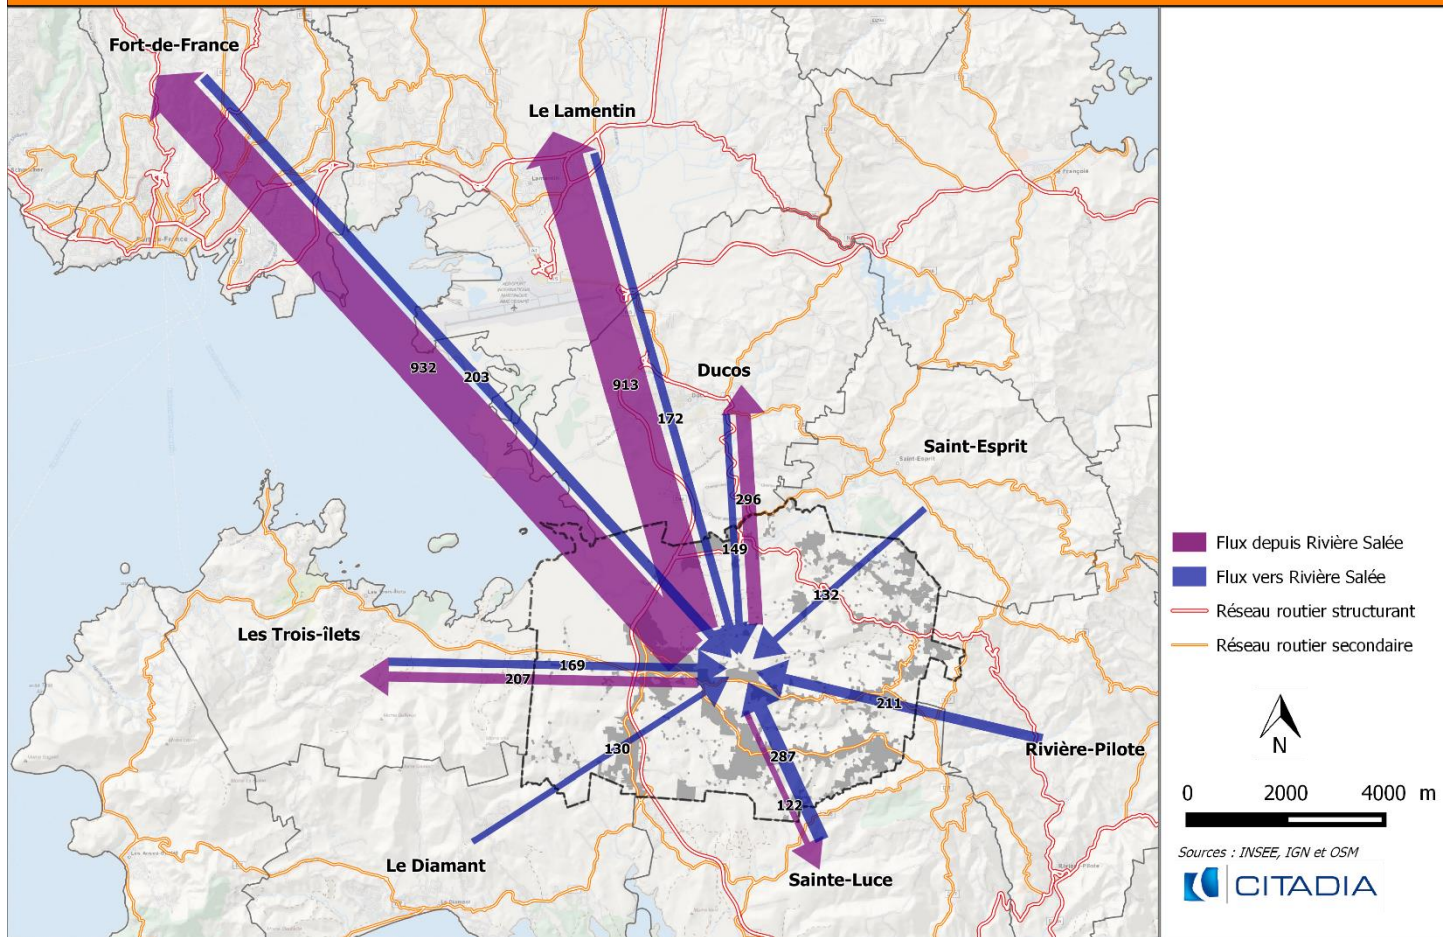 Fort-de-France
Le Lamentin
Ducos
Saint-Esprit
Les Trois-îlets
Rivière-Pilote
Le Diamant
Sainte-Luce
932
203
913
172
296
149
132
169
207
211
130
287
122
Flux depuis Rivière Salée
Flux vers Rivière Salée
Réseau routier structurant
Réseau routier secondaire
N
0 2000 4000 m
Sources : INSEE, IGN et OSM
CITADIA